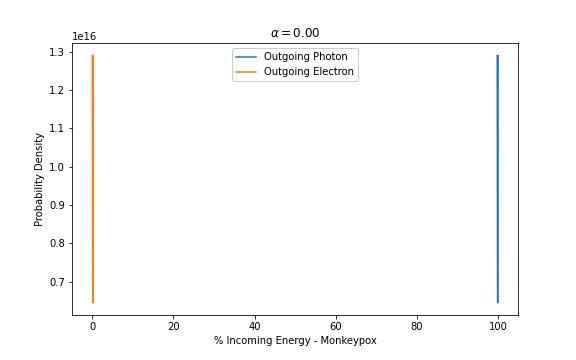 α = 0.00
1e16
1.3
1.2
1.1
1.0
0.9
0.8
0.7
Probability Density
Outgoing Photon
Outgoing Electron
0 20 40 60 80 100
% Incoming Energy - Monkeypox